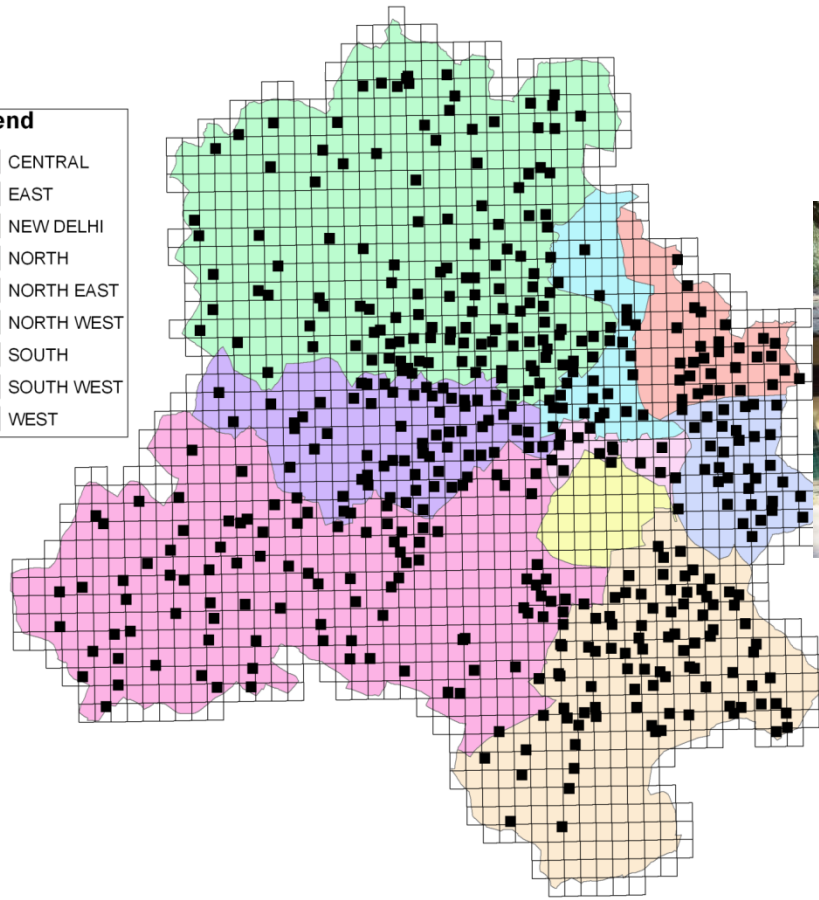 end
CENTRAL
EAST
NEW DELHI
NORTH
NORTH EAST
NORTH WEST
SOUTH
SOUTH WEST
WEST